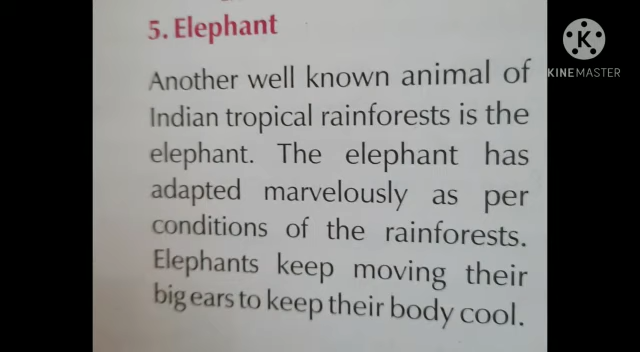 5. Elephant
Another well known animal of
Indian tropical rainforests is the
elephant. The elephant has
adapted marvelously as per
conditions of the rainforests.
Elephants keep moving their
big ears to keep their body cool.
K
KINEMASTER